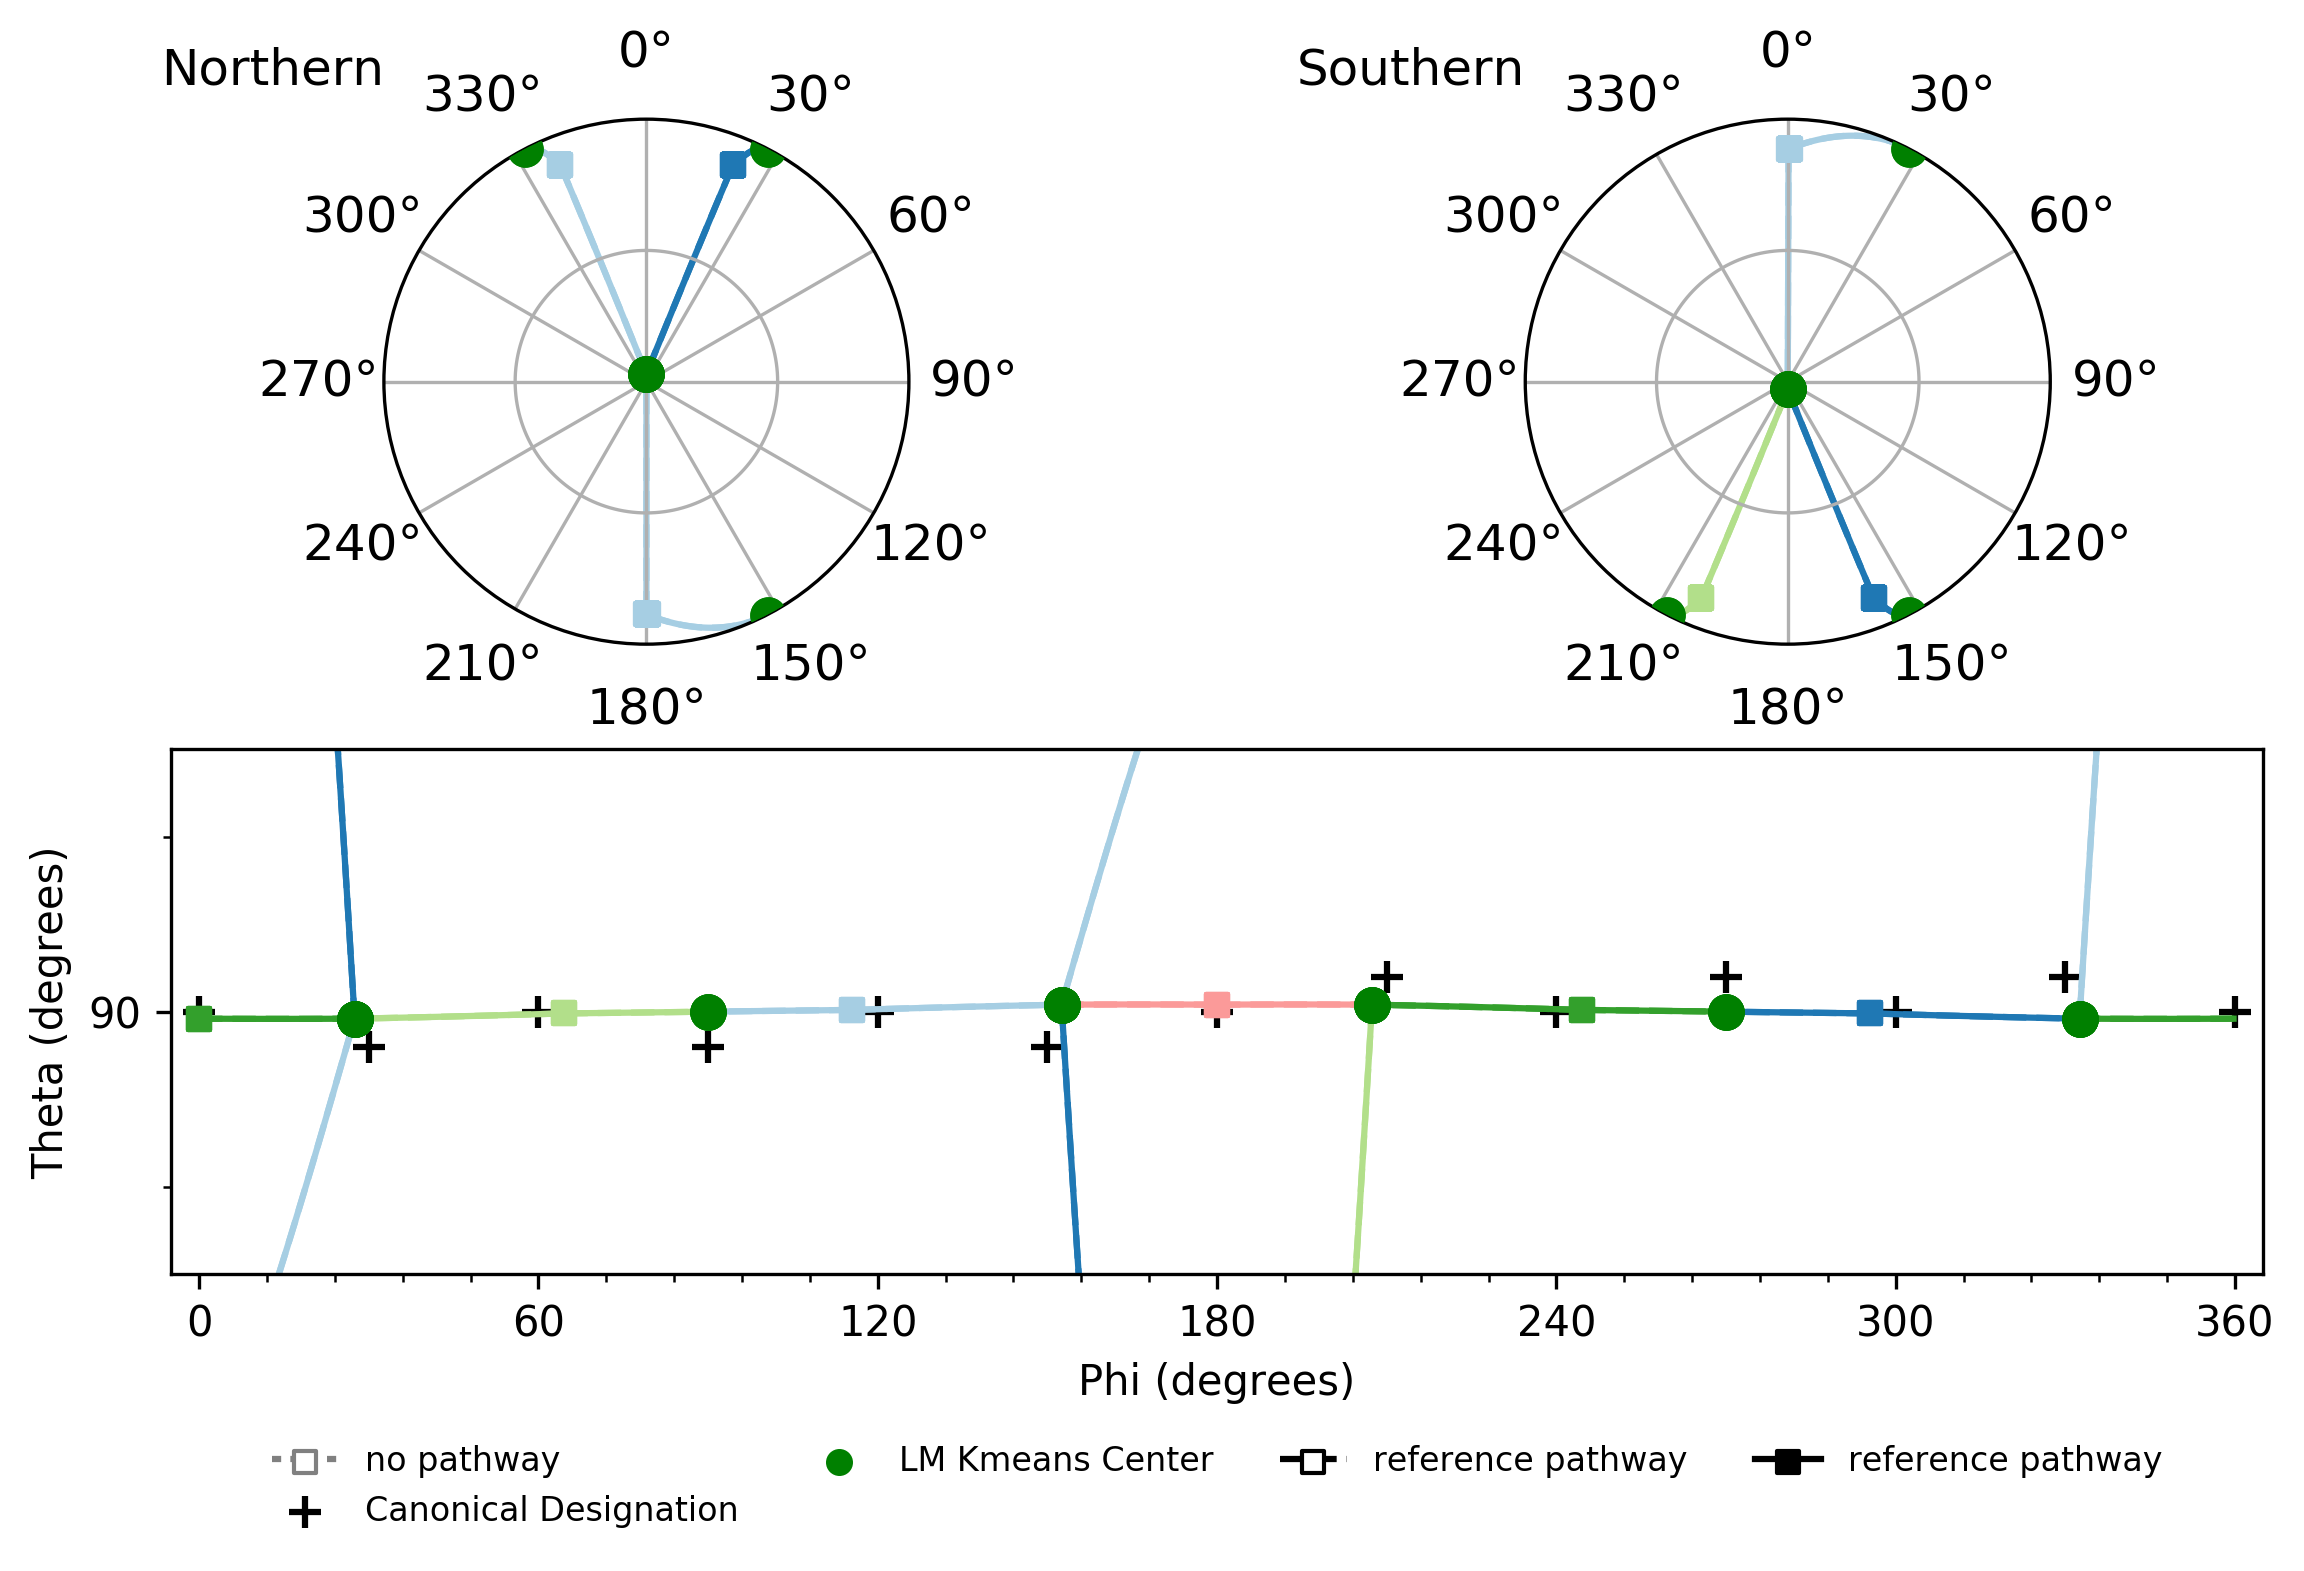 Northern
0°
30°
60°
90°
120°
150°
180°
210°
240°
270°
300°
330°
Southern
0°
30°
60°
90°
120°
150°
180°
210°
240°
270°
300°
330°
Theta (degrees)
90
0 60 120 180 240 300 360
Phi (degrees)
no pathway
Canonical Designation
LM Kmeans Center
reference pathway
reference pathway